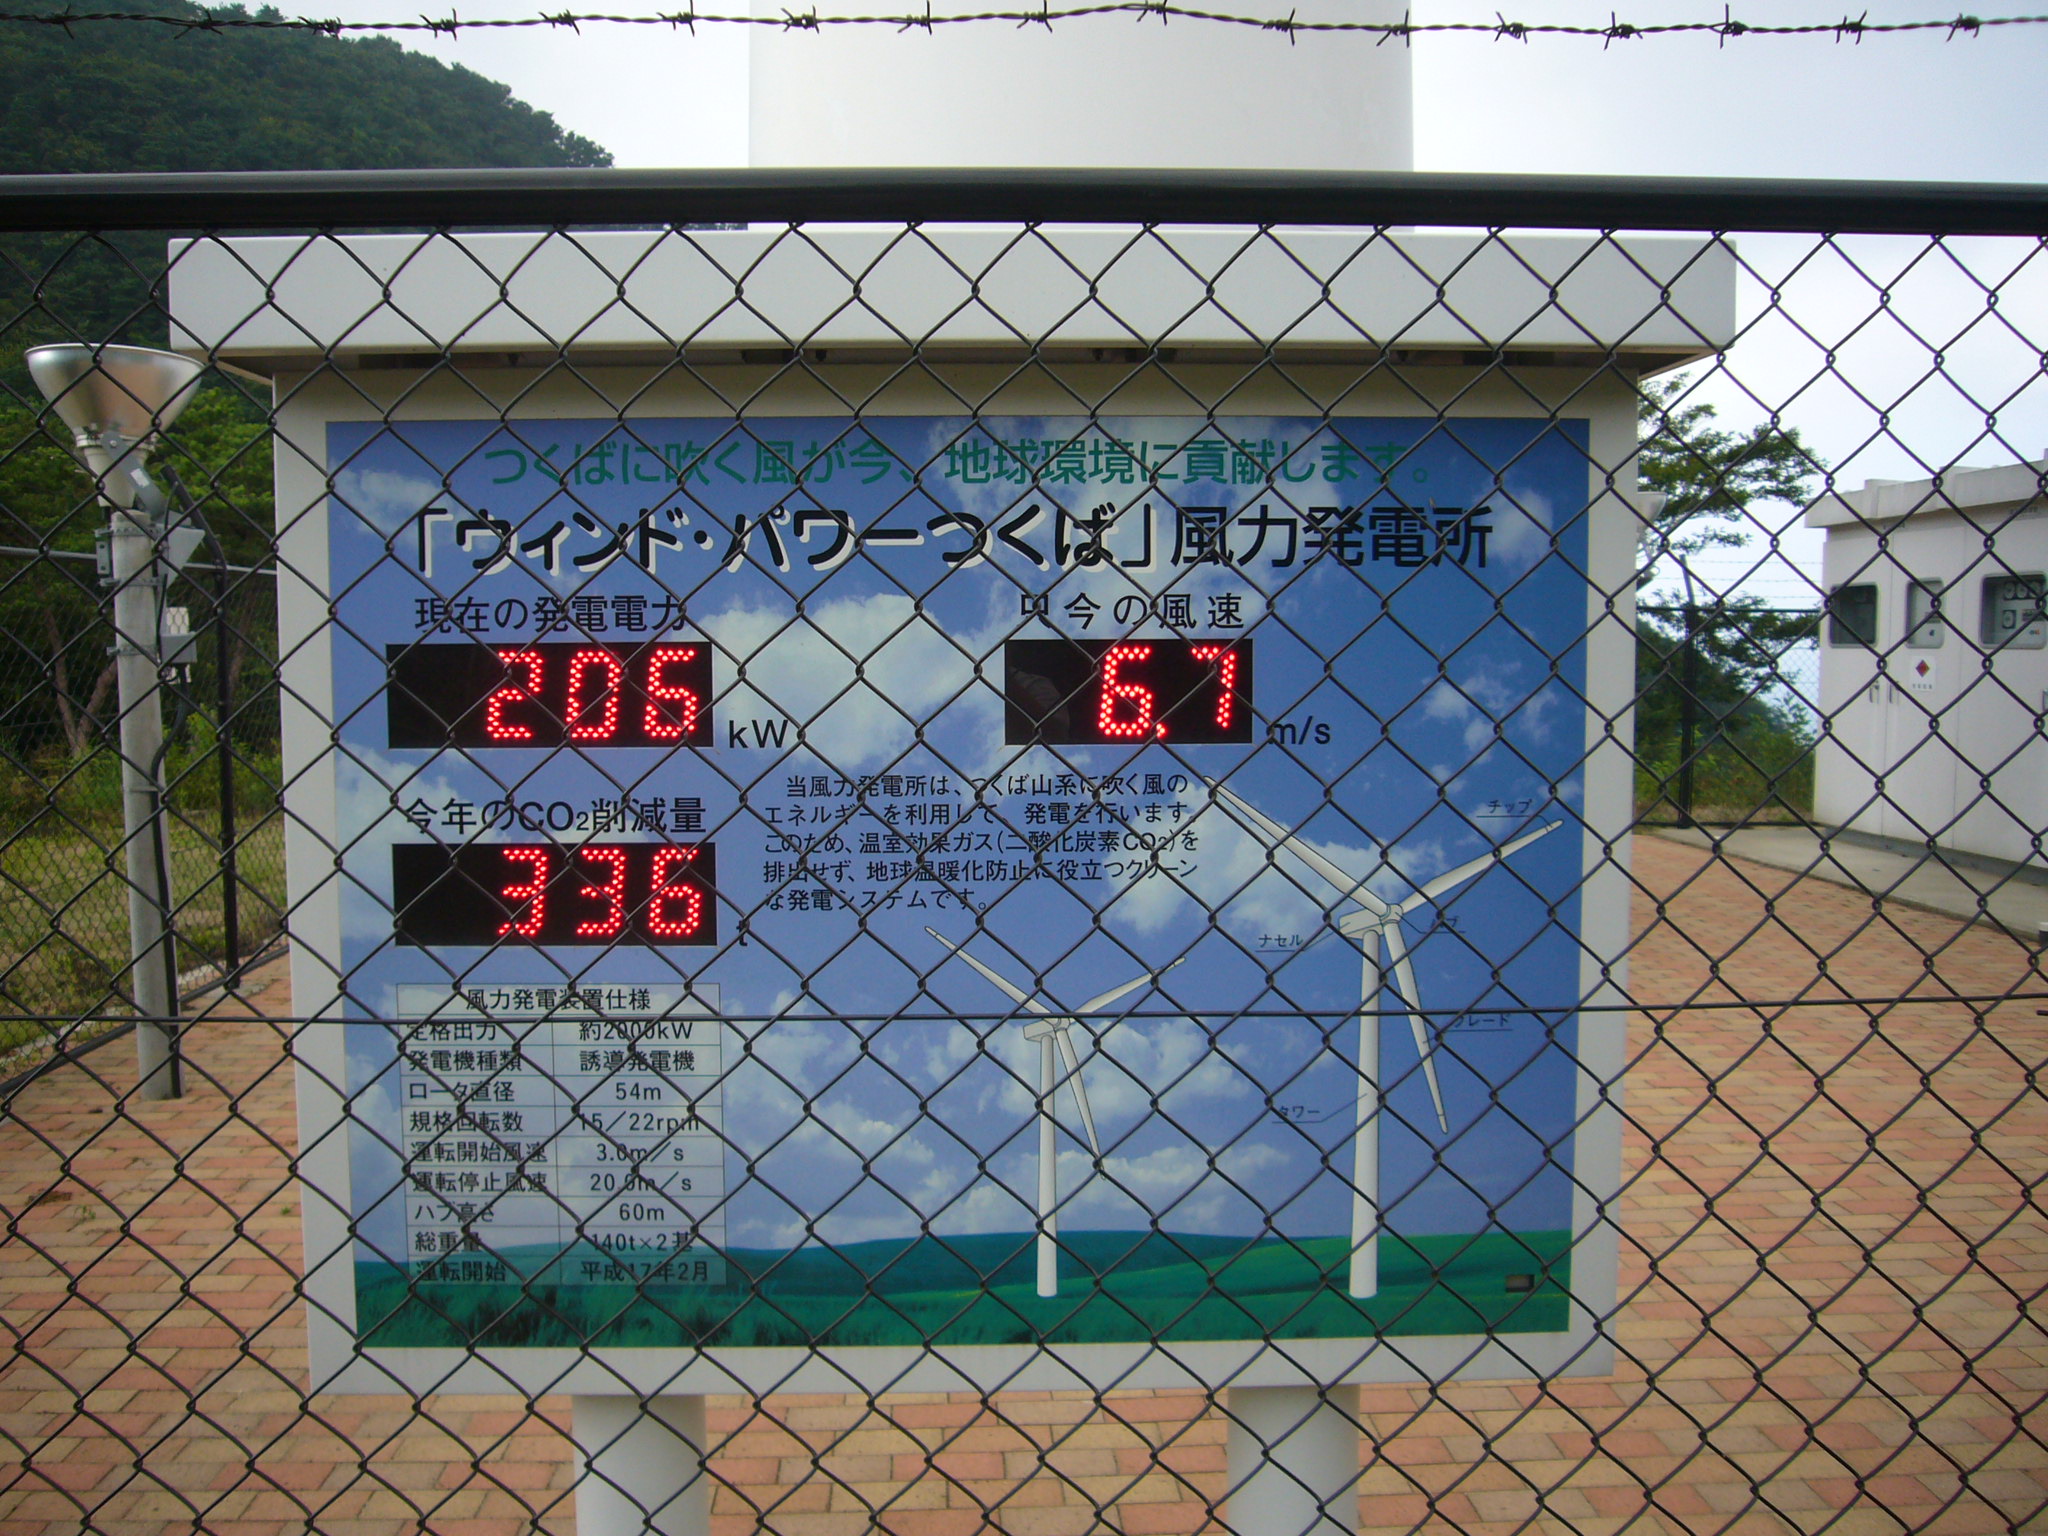 つくばに吹く風が今、地球環境に貢献します。
「ウィンド・パワーつくば」風力発電所
現在の発電電力
206 kW
只今の風速
6.7 m/s
今年のCO2削減量
336 t
当風力発電所は、つくば山系に吹く風の
エネルギーを利用して、発電を行います。
このため、温室効果ガス(二酸化炭素CO2)を
排出せず、地球温暖化防止に役立つクリーン
な発電システムです。
チップ
ハブ
ナセル
ブレード
タワー
風力発電装置仕様
定格出力 約2000kW
発電機種類 誘導発電機
ロータ直径 54m
規格回転数 15／22rpm
運転開始風速 3.0m／s
運転停止風速 20.0m／s
ハブ高さ 60m
総重量 140t×2基
運転開始 平成17年2月